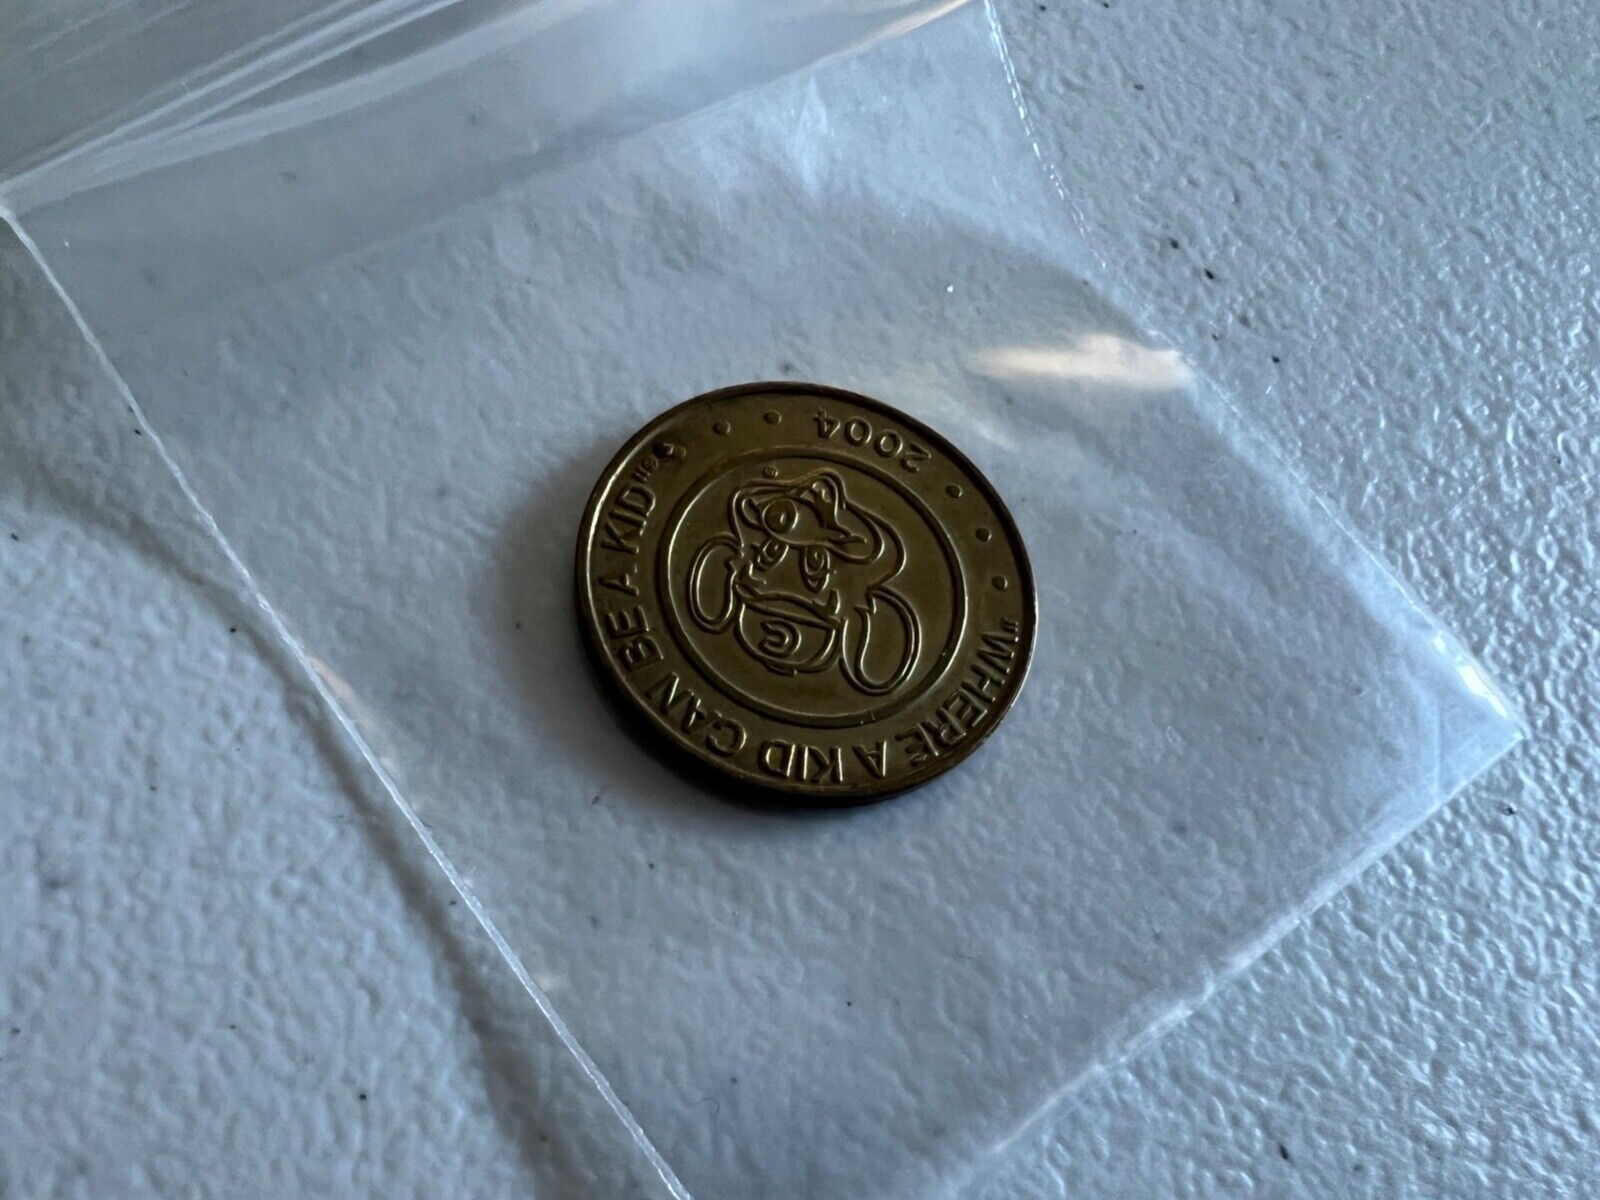 "WHERE A KID CAN BE A KID"®
2004